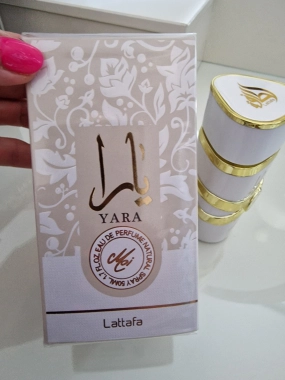 يارا
YARA
1.7 FL.OZ EAU DE PERFUME NATURAL SPRAY 50ML
Moi
Lattafa